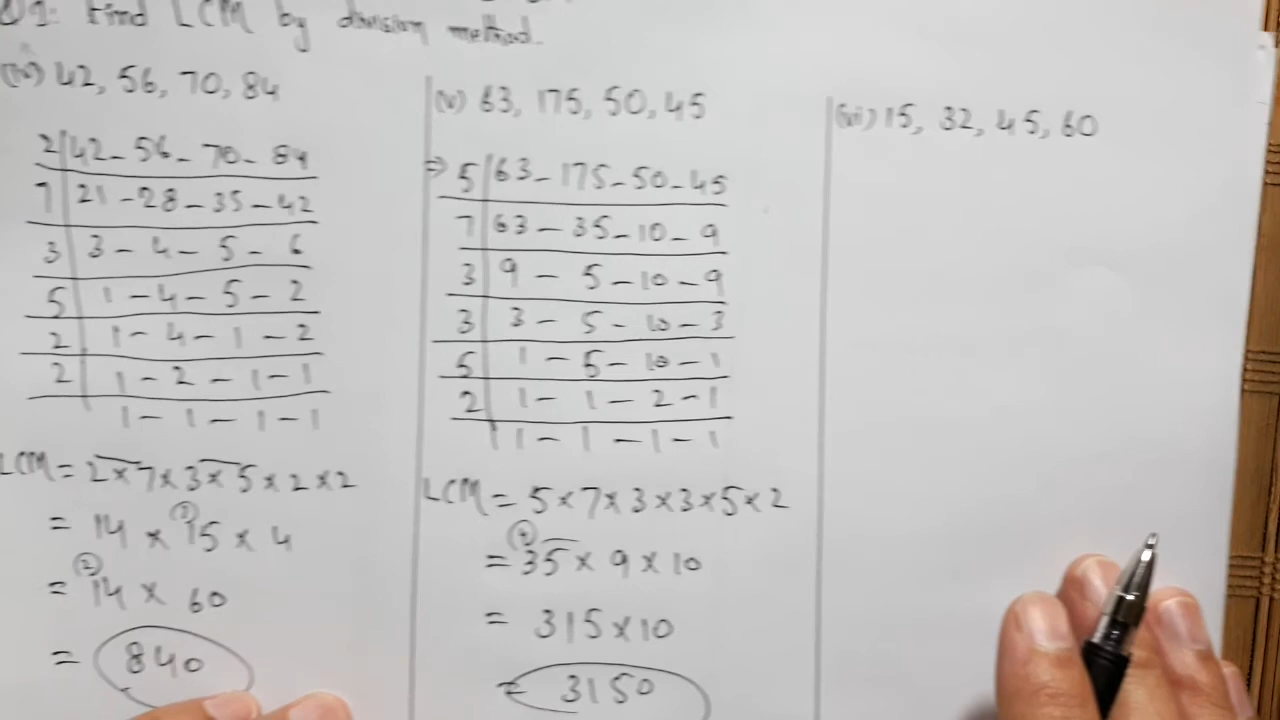 Find LCM by division method.
(iv) 42, 56, 70, 84
2 | 42 - 56 - 70 - 84
7 | 21 - 28 - 35 - 42
3 | 3 - 4 - 5 - 6
5 | 1 - 4 - 5 - 2
2 | 1 - 4 - 1 - 2
2 | 1 - 2 - 1 - 1
1 - 1 - 1 - 1
LCM = 2 × 7 × 3 × 5 × 2 × 2
= 14 × 15 × 4
= 14 × 60
= 840
(v) 63, 175, 50, 45
⇒ 5 | 63 - 175 - 50 - 45
7 | 63 - 35 - 10 - 9
3 | 9 - 5 - 10 - 9
3 | 3 - 5 - 10 - 3
5 | 1 - 5 - 10 - 1
2 | 1 - 1 - 2 - 1
1 - 1 - 1 - 1
LCM = 5 × 7 × 3 × 3 × 5 × 2
= 35 × 9 × 10
= 315 × 10
= 3150
(vi) 15, 32, 45, 60